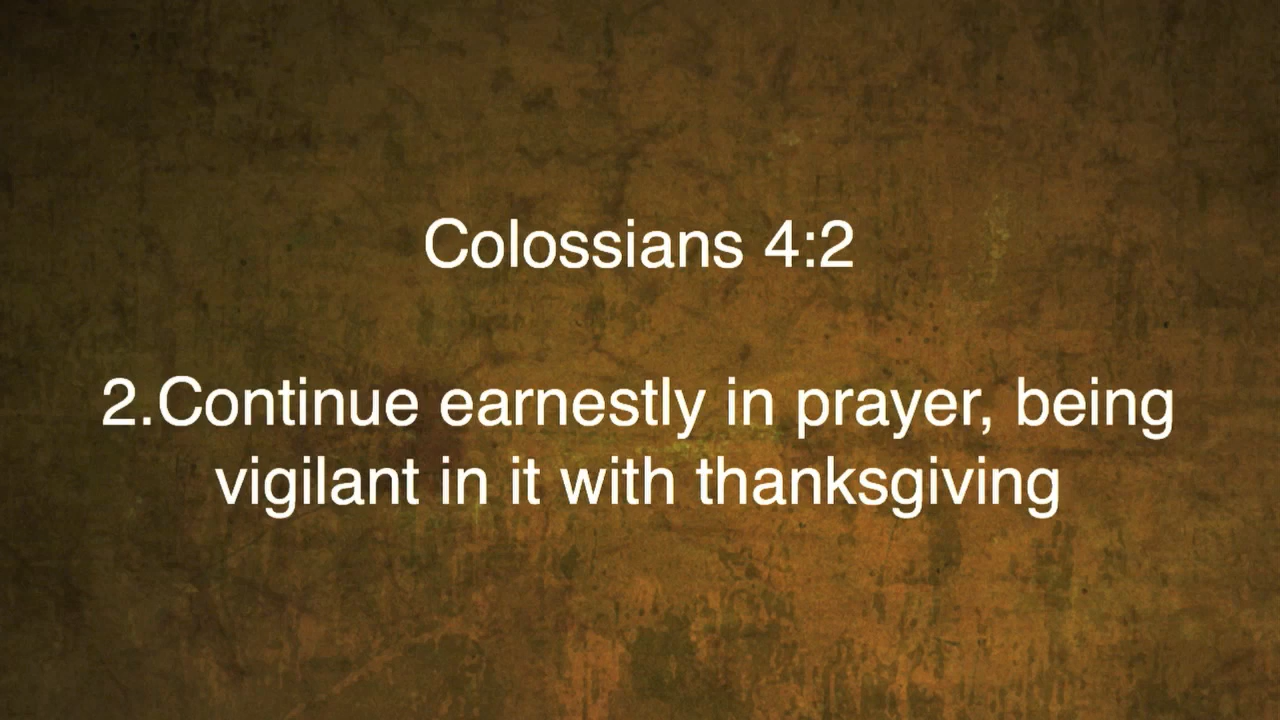 Colossians 4:2
2.Continue earnestly in prayer, being
vigilant in it with thanksgiving